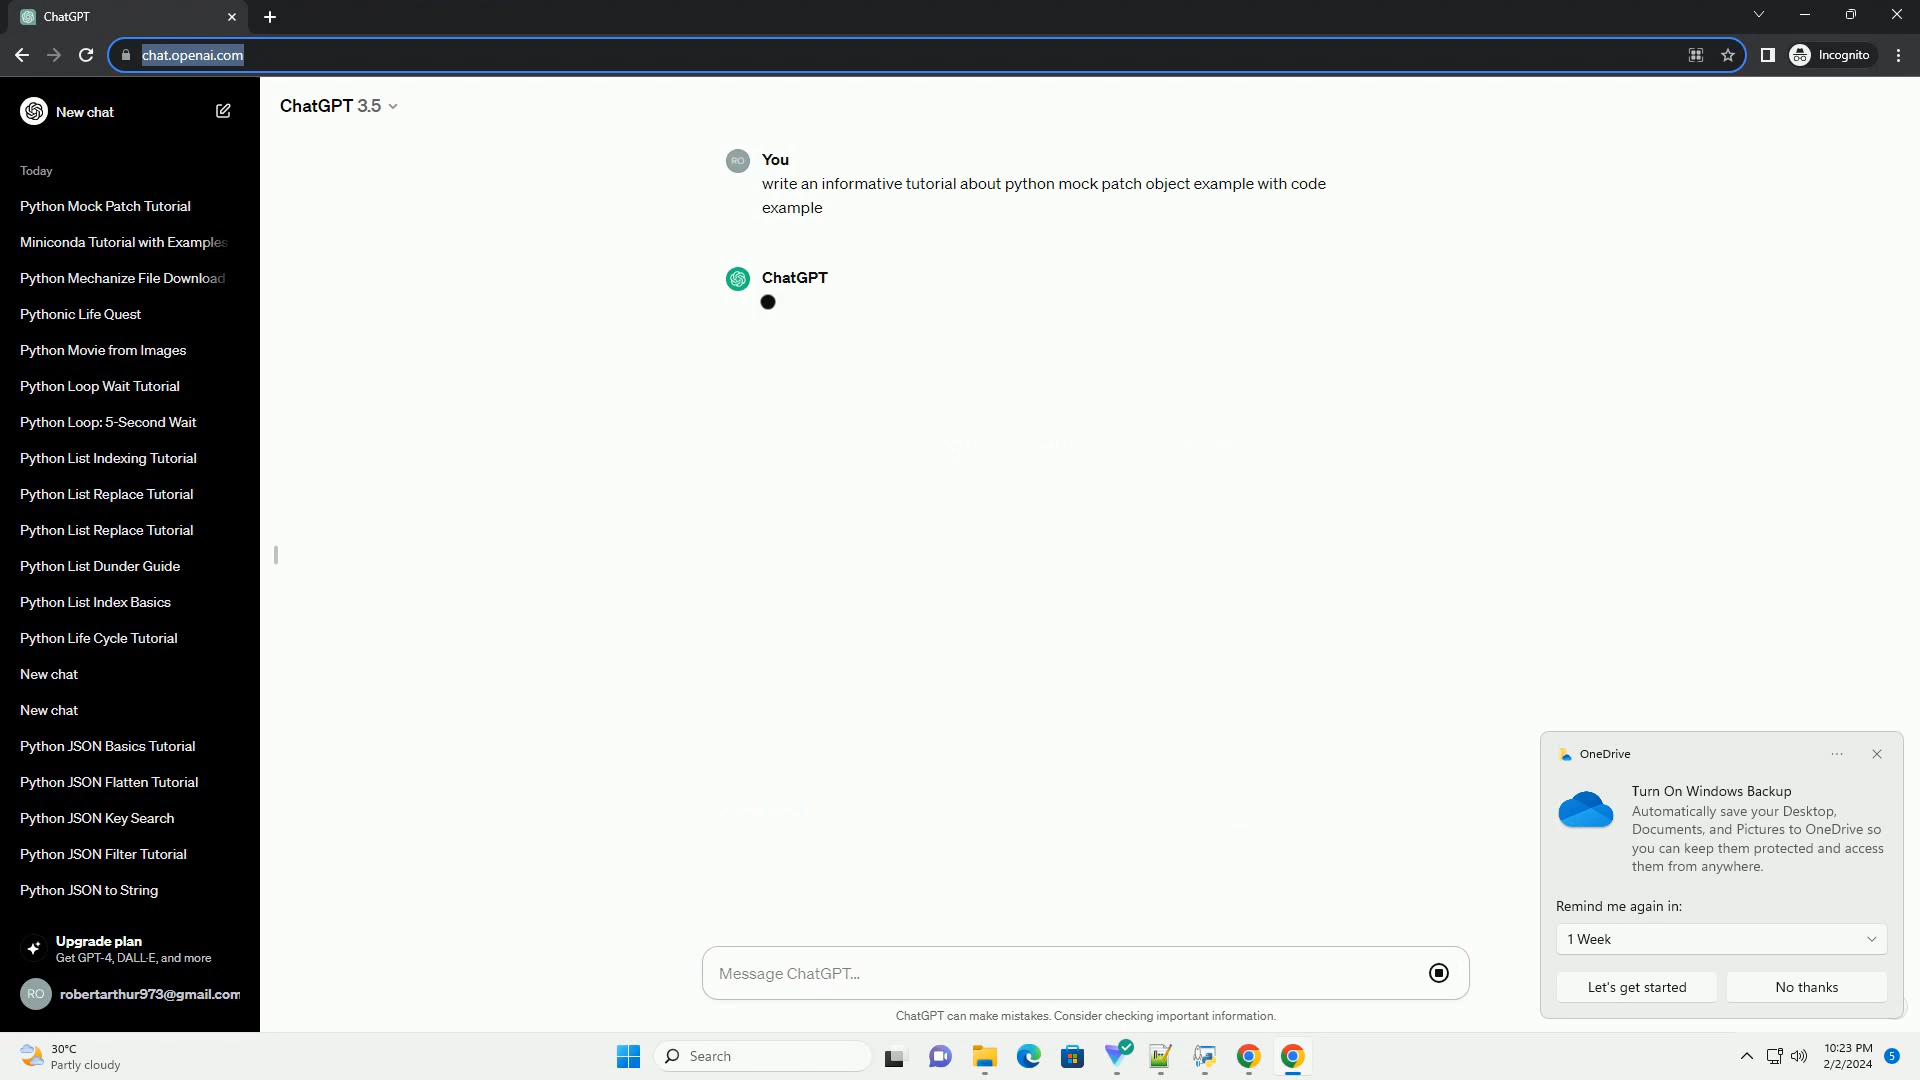 ChatGPT
chat.openai.com
Incognito
New chat
Today
Python Mock Patch Tutorial
Miniconda Tutorial with Examples
Python Mechanize File Download
Pythonic Life Quest
Python Movie from Images
Python Loop Wait Tutorial
Python Loop: 5-Second Wait
Python List Indexing Tutorial
Python List Replace Tutorial
Python List Replace Tutorial
Python List Dunder Guide
Python List Index Basics
Python Life Cycle Tutorial
New chat
New chat
Python JSON Basics Tutorial
Python JSON Flatten Tutorial
Python JSON Key Search
Python JSON Filter Tutorial
Python JSON to String
Upgrade plan
Get GPT-4, DALL·E, and more
RO
robertarthur973@gmail.com
ChatGPT 3.5
RO
You
write an informative tutorial about python mock patch object example with code
example
ChatGPT
Message ChatGPT...
ChatGPT can make mistakes. Consider checking important information.
OneDrive
Turn On Windows Backup
Automatically save your Desktop,
Documents, and Pictures to OneDrive so
you can keep them protected and access
them from anywhere.
Remind me again in:
1 Week
Let's get started
No thanks
30°C
Partly cloudy
Search
10:23 PM
2/2/2024
5